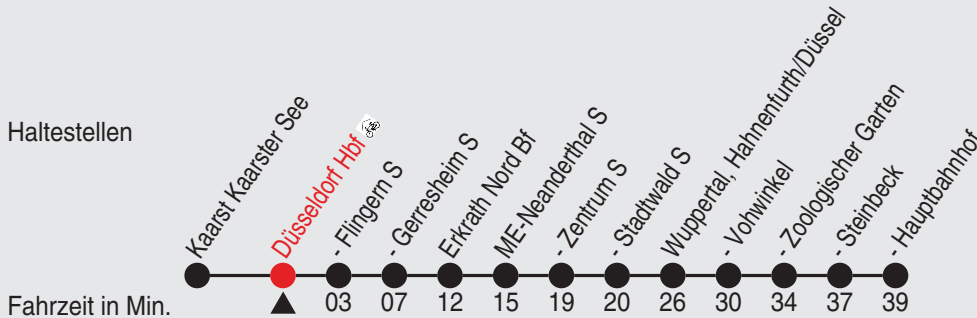 Haltestellen
Kaarst Kaarster See
Düsseldorf Hbf
- Flingern S
- Gerresheim S
Erkrath Nord Bf
ME-Neanderthal S
- Zentrum S
- Stadtwald S
Wuppertal, Hahnenfurth/Düssel
- Vohwinkel
- Zoologischer Garten
- Steinbeck
- Hauptbahnhof
Fahrzeit in Min. 03 07 12 15 19 20 26 30 34 37 39